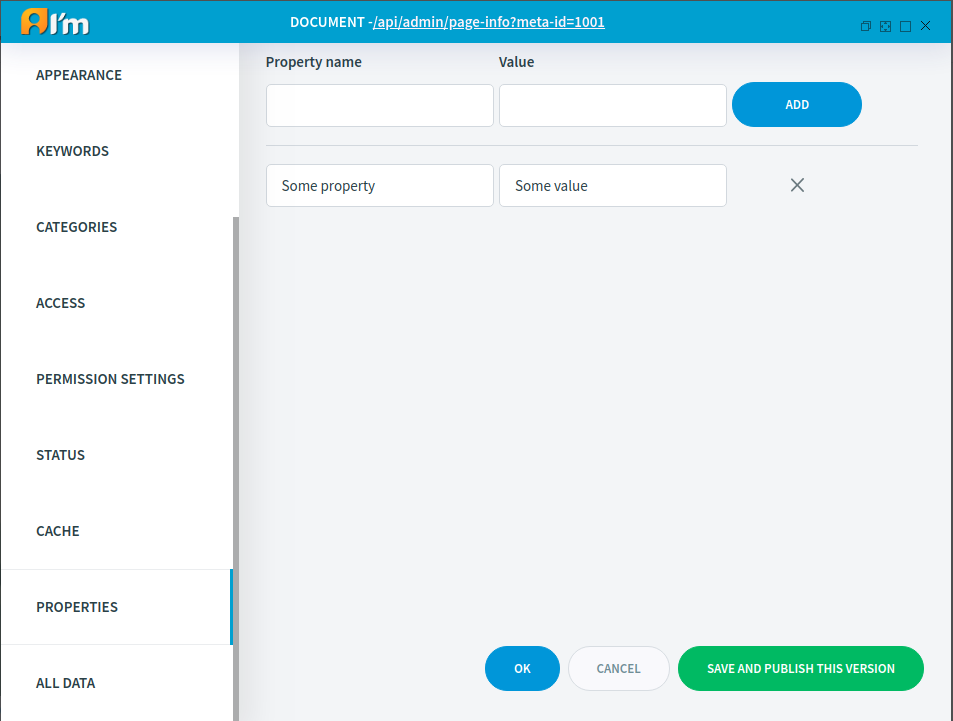 AI'm
DOCUMENT -/api/admin/page-info?meta-id=1001
APPEARANCE
KEYWORDS
CATEGORIES
ACCESS
PERMISSION SETTINGS
STATUS
CACHE
PROPERTIES
ALL DATA
Property name Value
ADD
Some property Some value
OK CANCEL SAVE AND PUBLISH THIS VERSION